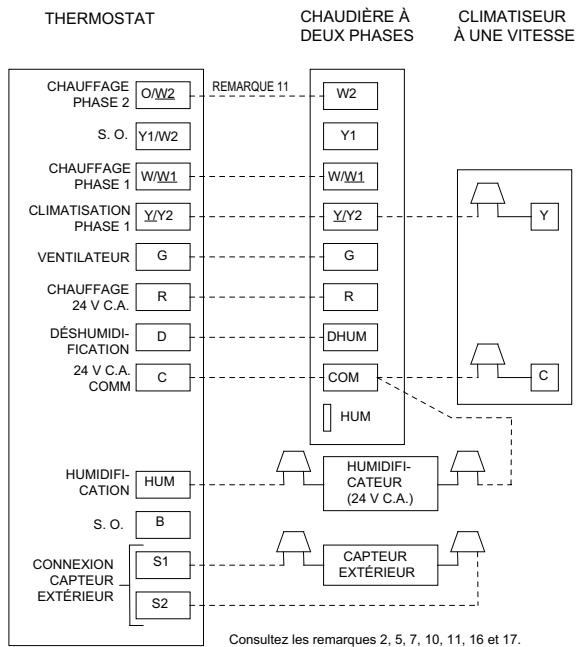 THERMOSTAT
CHAUDIÈRE À
DEUX PHASES
CLIMATISEUR
À UNE VITESSE
CHAUFFAGE
PHASE 2
O/W2
REMARQUE 11
W2
S. O.
Y1/W2
Y1
CHAUFFAGE
PHASE 1
W/W1
W/W1
CLIMATISATION
PHASE 1
Y/Y2
Y/Y2
Y
VENTILATEUR
G
G
CHAUFFAGE
24 V C.A.
R
R
DÉSHUMIDI-
FICATION
D
DHUM
24 V C.A.
COMM
C
COM
C
HUM
HUMIDIFI-
CATION
HUM
HUMIDIFI-
CATEUR
(24 V C.A.)
S. O.
B
CONNEXION
CAPTEUR
EXTÉRIEUR
S1
CAPTEUR
EXTÉRIEUR
S2
Consultez les remarques 2, 5, 7, 10, 11, 16 et 17.